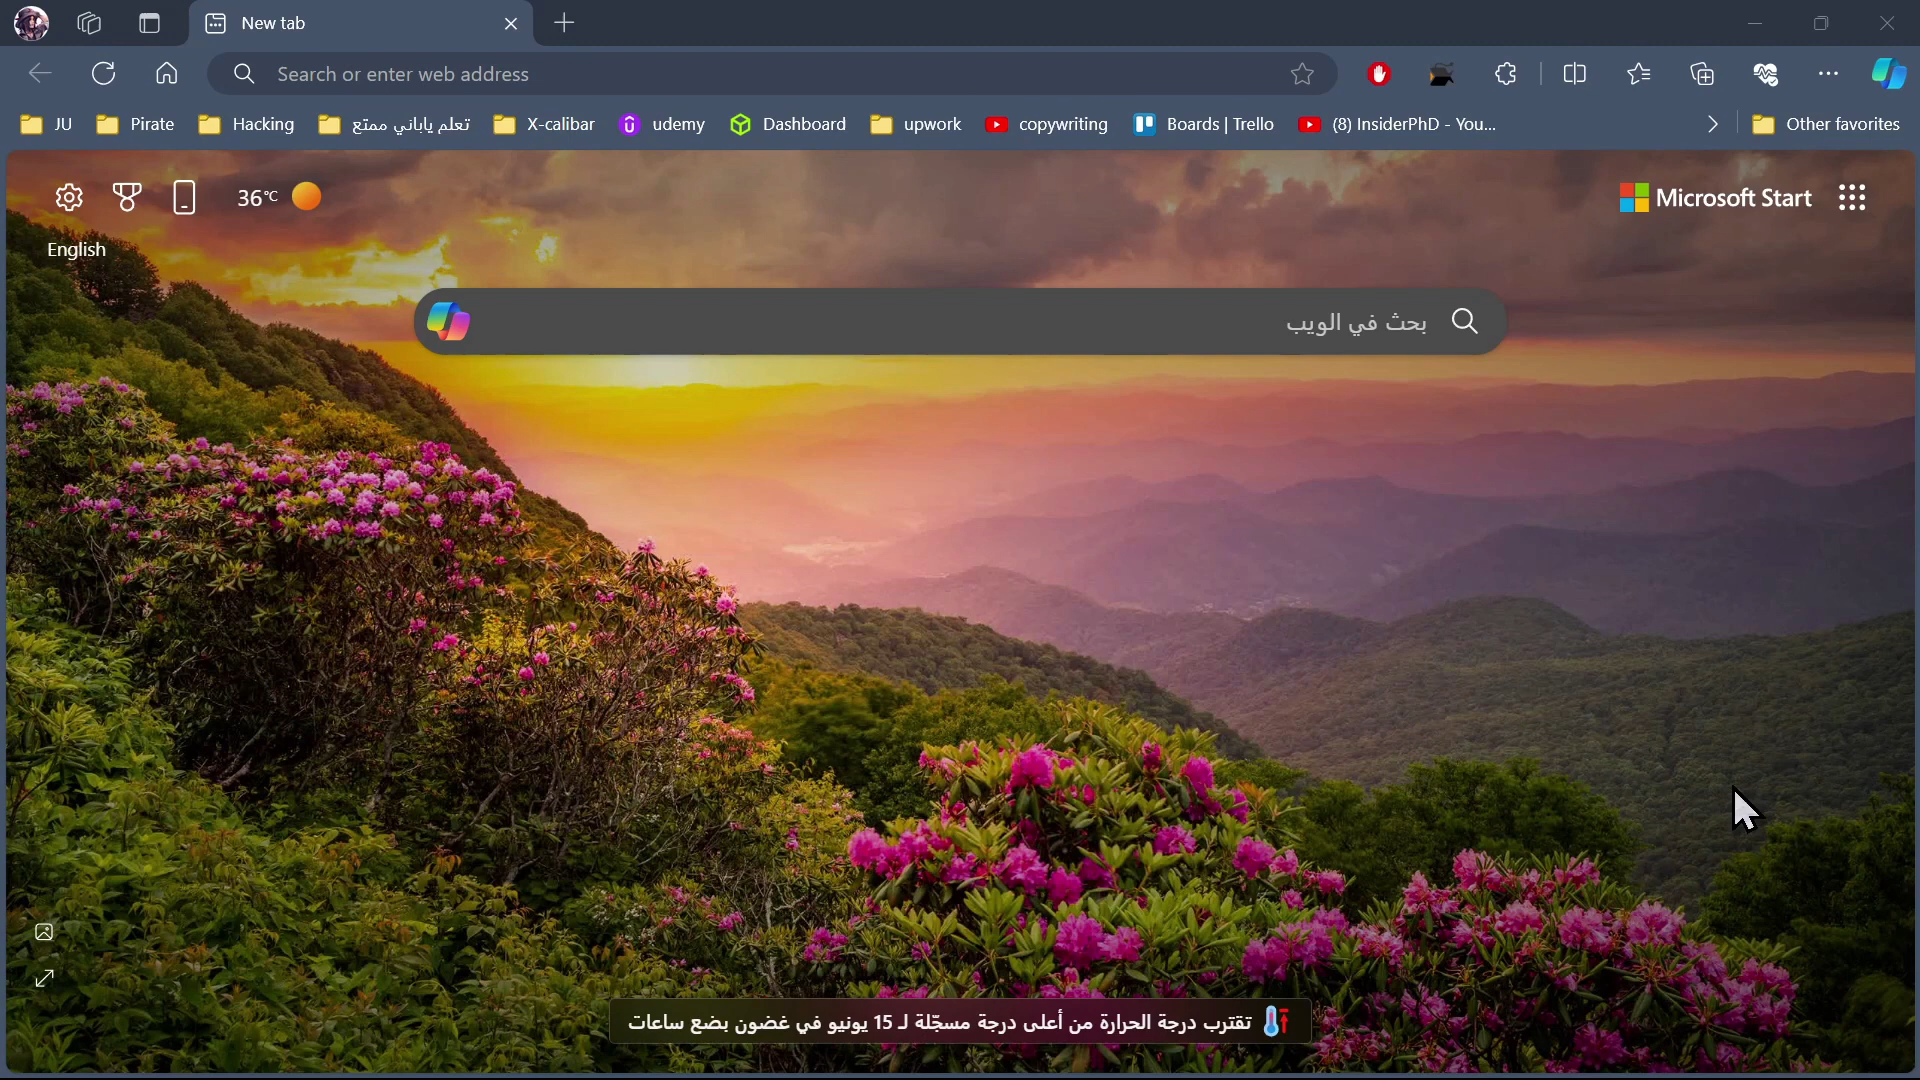 New tab
Search or enter web address
JU Pirate Hacking تعلم ياباني ممتع X-calibar udemy Dashboard upwork copywriting Boards | Trello (8) InsiderPhD - You... Other favorites
36°C Microsoft Start
English
بحث في الويب
تقترب درجة الحرارة من أعلى درجة مسجّلة لـ 15 يونيو في غضون بضع ساعات